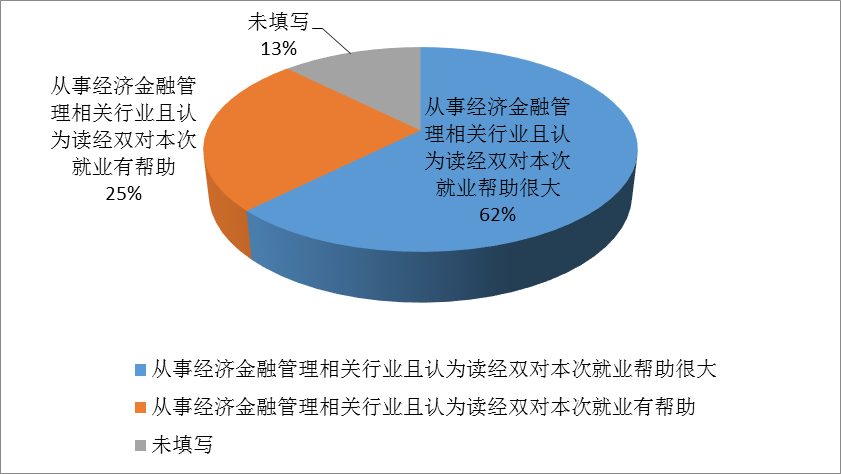 未填写
13%
从事经济金融管
理相关行业且认
为读经双对本次
就业有帮助
25%
从事经济金融管
理相关行业且认
为读经双对本次
就业帮助很大
62%
从事经济金融管理相关行业且认为读经双对本次就业帮助很大
从事经济金融管理相关行业且认为读经双对本次就业有帮助
未填写